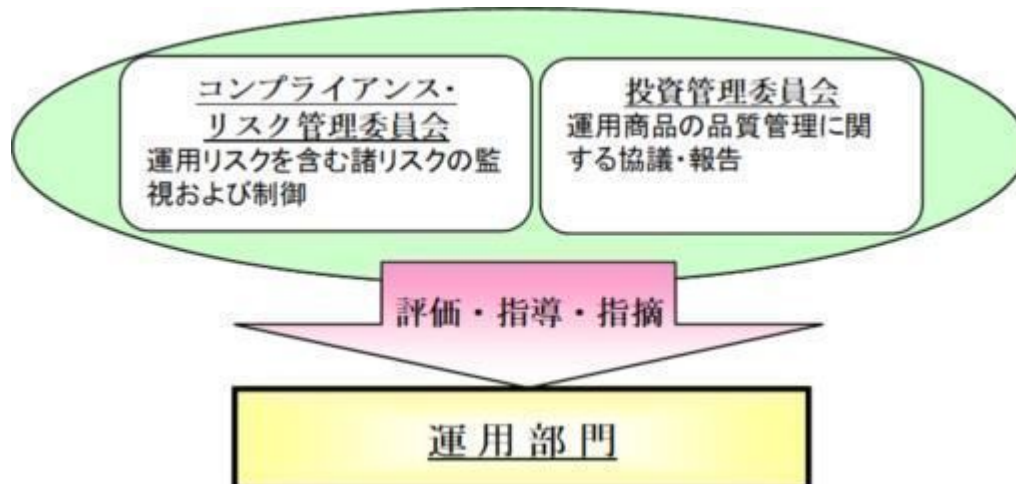 コンプライアンス・
リスク管理委員会
運用リスクを含む諸リスクの監
視および制御
投資管理委員会
運用商品の品質管理に関
する協議・報告
評価・指導・指摘
運用部門